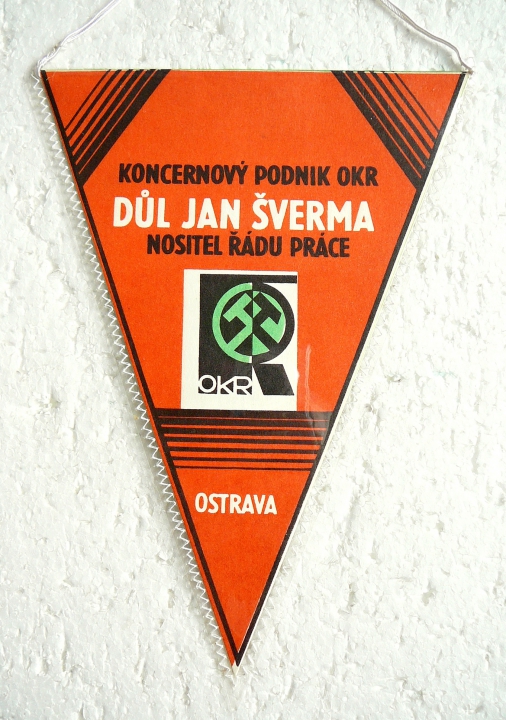 KONCERNOVÝ PODNIK OKR
DŮL JAN ŠVERMA
NOSITEL ŘÁDU PRÁCE
OKR
OSTRAVA